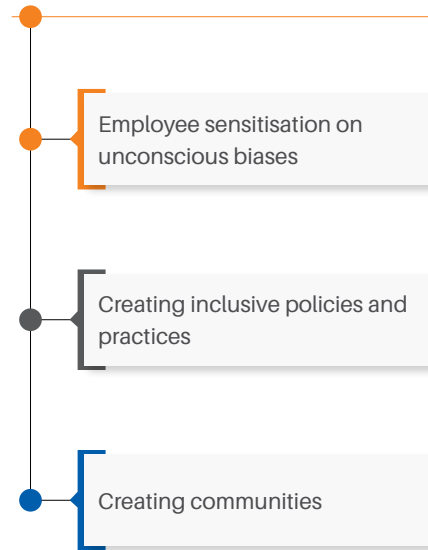 Employee sensitisation on
unconscious biases
Creating inclusive policies and
practices
Creating communities